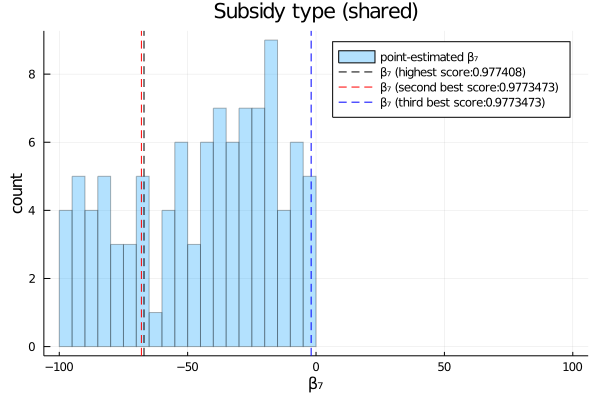 Subsidy type (shared)
count
8
6
4
2
0
point-estimated β₇
β₇ (highest score:0.977408)
β₇ (second best score:0.9773473)
β₇ (third best score:0.9773473)
−100 −50 0 50 100
β₇